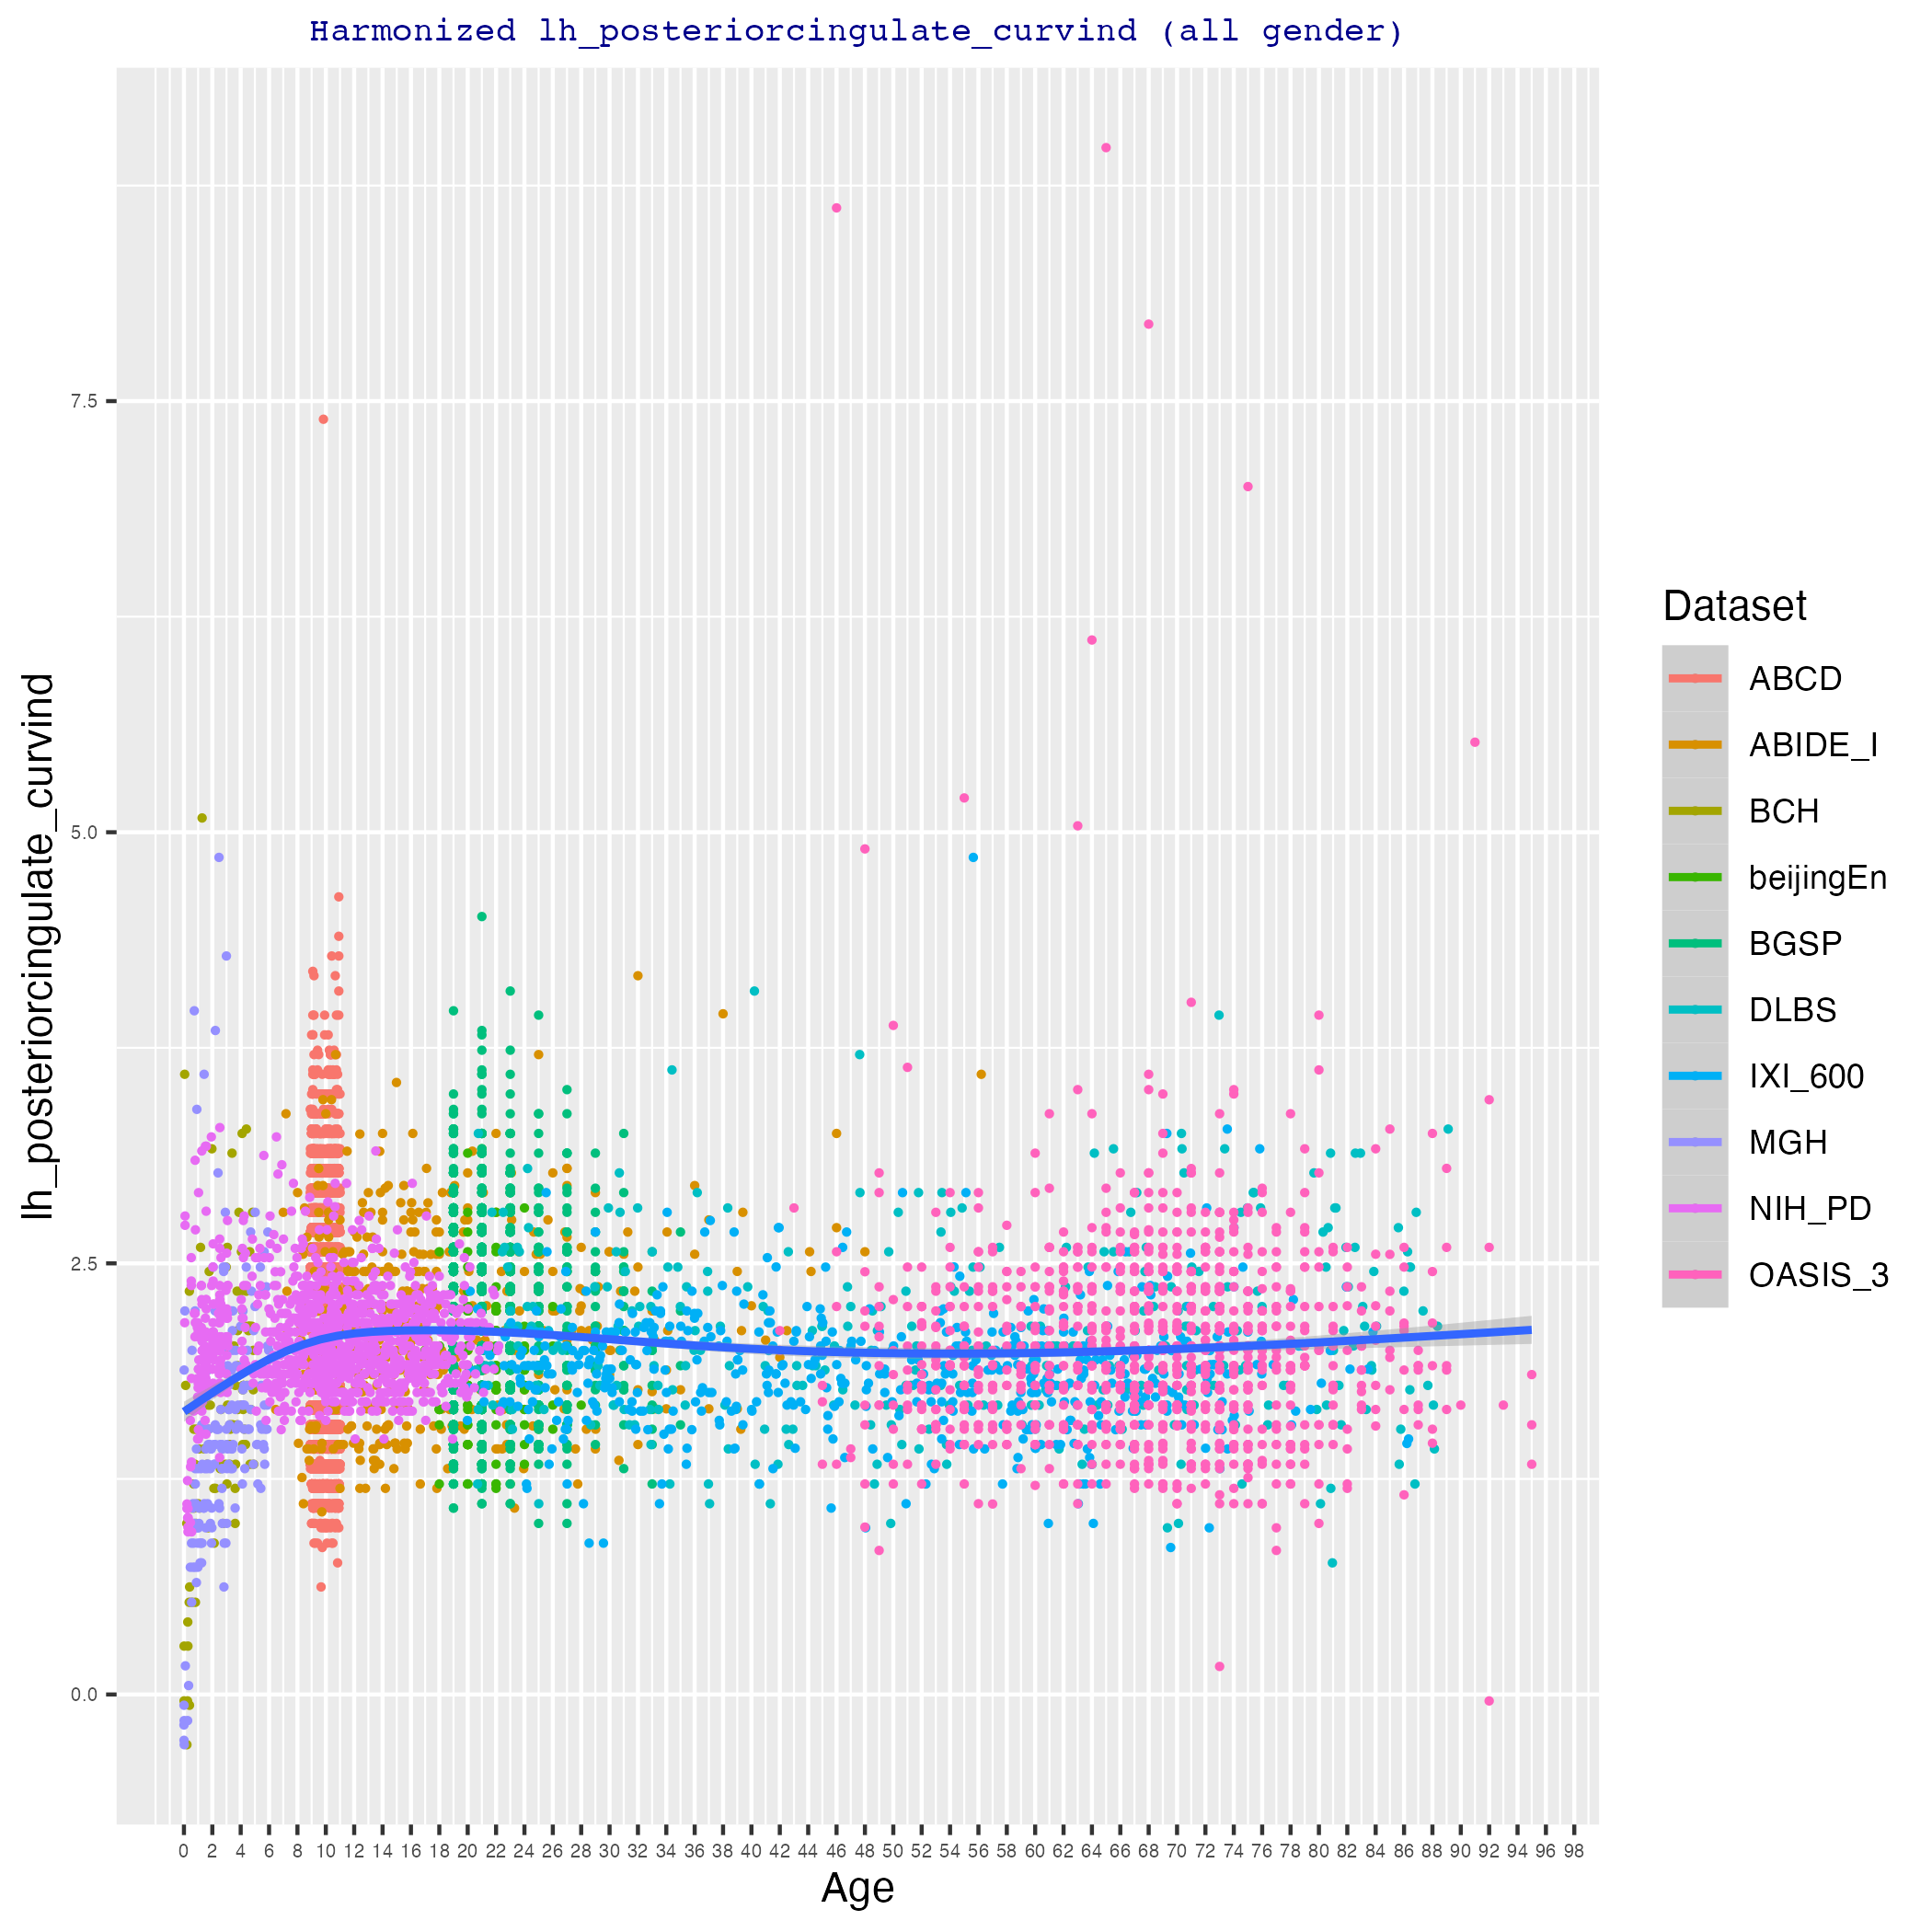 Harmonized lh_posteriorcingulate_curvind (all gender)
lh_posteriorcingulate_curvind
7.5
5.0
2.5
0.0
0 2 4 6 8 10 12 14 16 18 20 22 24 26 28 30 32 34 36 38 40 42 44 46 48 50 52 54 56 58 60 62 64 66 68 70 72 74 76 78 80 82 84 86 88 90 92 94 96 98
Age
Dataset
ABCD
ABIDE_I
BCH
beijingEn
BGSP
DLBS
IXI_600
MGH
NIH_PD
OASIS_3